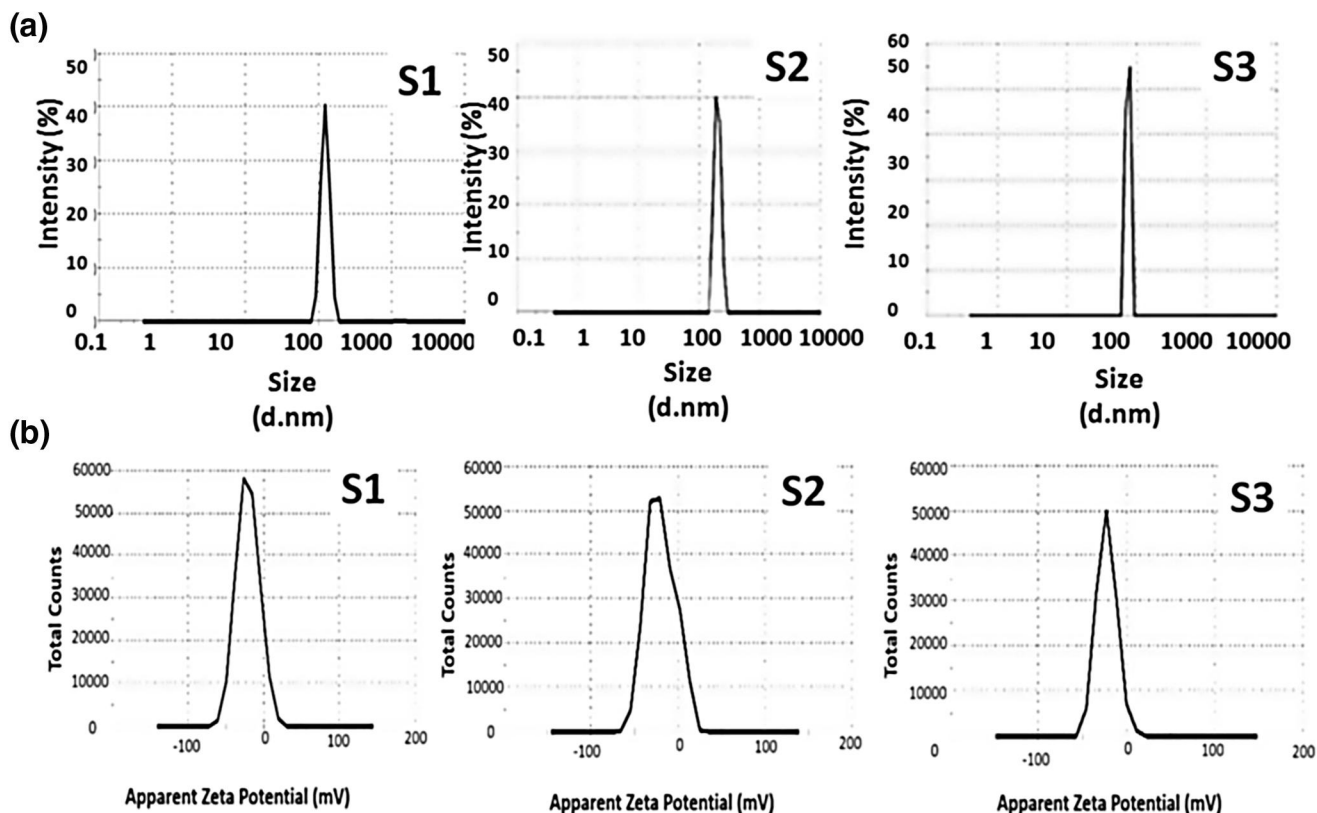 (a)
S1
50
40
30
20
10
0
Intensity (%)
0.1 1 10 100 1000 10000
Size
(d.nm)
S2
50
40
30
20
10
0
Intensity (%)
0.1 1 10 100 1000 10000
Size
(d.nm)
S3
60
50
40
30
20
10
0
Intensity (%)
0.1 1 10 100 1000 10000
Size
(d.nm)
(b)
S1
60000
50000
40000
30000
20000
10000
0
Total Counts
-100 0 100 200
Apparent Zeta Potential (mV)
S2
60000
50000
40000
30000
20000
10000
0
Total Counts
-100 0 100 200
Apparent Zeta Potential (mV)
S3
60000
50000
40000
30000
20000
10000
0
Total Counts
-100 0 100 200
Apparent Zeta Potential (mV)